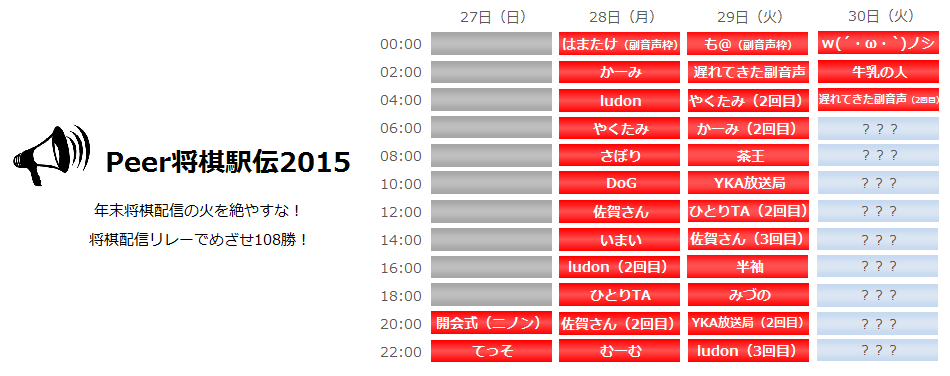 27日（日） 28日（月） 29日（火） 30日（火）
00:00 はまたけ（副音声枠） も@（副音声枠） w(´・ω・`)ノシ
02:00 かーみ 遅れてきた副音声 牛乳の人
04:00 ludon やくたみ（2回目） 遅れてきた副音声（2回目）
06:00 やくたみ かーみ（2回目） ？？？
08:00 さぼり 茶王 ？？？
10:00 DoG YKA放送局 ？？？
12:00 佐賀さん ひとりTA（2回目） ？？？
14:00 いまい 佐賀さん（3回目） ？？？
16:00 ludon（2回目） 半袖 ？？？
18:00 ひとりTA みづの ？？？
20:00 開会式（ニノン） 佐賀さん（2回目） YKA放送局（2回目） ？？？
22:00 てっそ むーむ ludon（3回目） ？？？
Peer将棋駅伝2015
年末将棋配信の火を絶やすな！
将棋配信リレーでめざせ108勝！